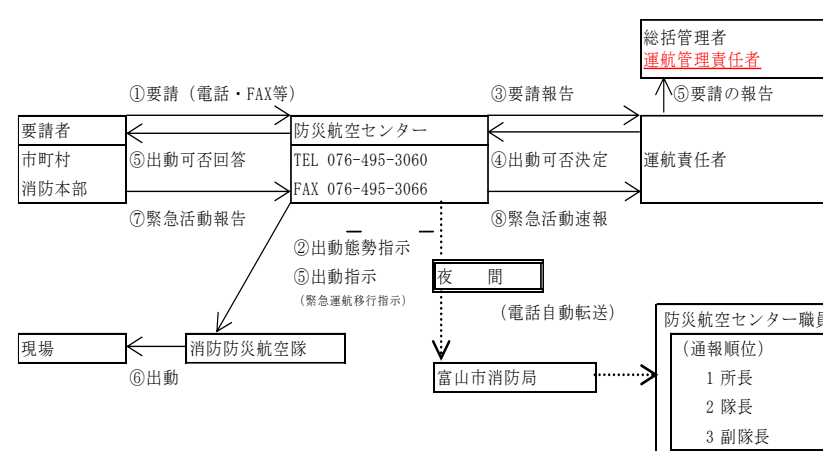 総括管理者
運航管理責任者
①要請(電話・FAX等)
③要請報告
⑤要請の報告
要請者
防災航空センター
市町村
⑤出動可否回答
TEL 076-495-3060
④出動可否決定
運航責任者
消防本部
FAX 076-495-3066
⑦緊急活動報告
⑧緊急活動速報
②出動態勢指示
⑤出動指示
(緊急運航移行指示)
夜 間
(電話自動転送)
防災航空センター職員
現場
消防防災航空隊
(通報順位)
⑥出動
富山市消防局
1 所長
2 隊長
3 副隊長